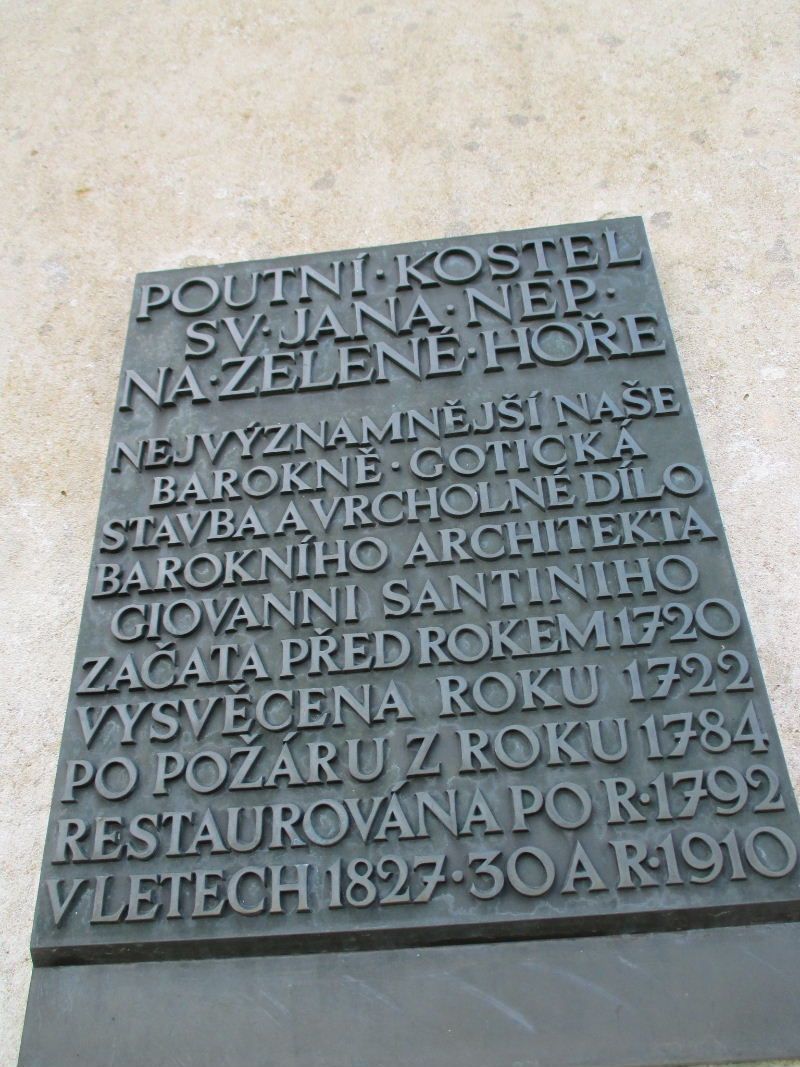 POUTNÍ · KOSTEL
SV · JANA · NEP ·
NA · ZELENÉ · HOŘE
NEJVÝZNAMNĚJŠÍ NAŠE
BAROKNĚ · GOTICKÁ
STAVBA A VRCHOLNÉ DÍLO
BAROKNÍHO ARCHITEKTA
GIOVANNI SANTINIHO
ZAČATA PŘED ROKEM 1720
VYSVĚCENA ROKU 1722
PO POŽÁRU Z ROKU 1784
RESTAUROVÁNA PO R · 1792
V LETECH 1827 · 30 A R · 1910